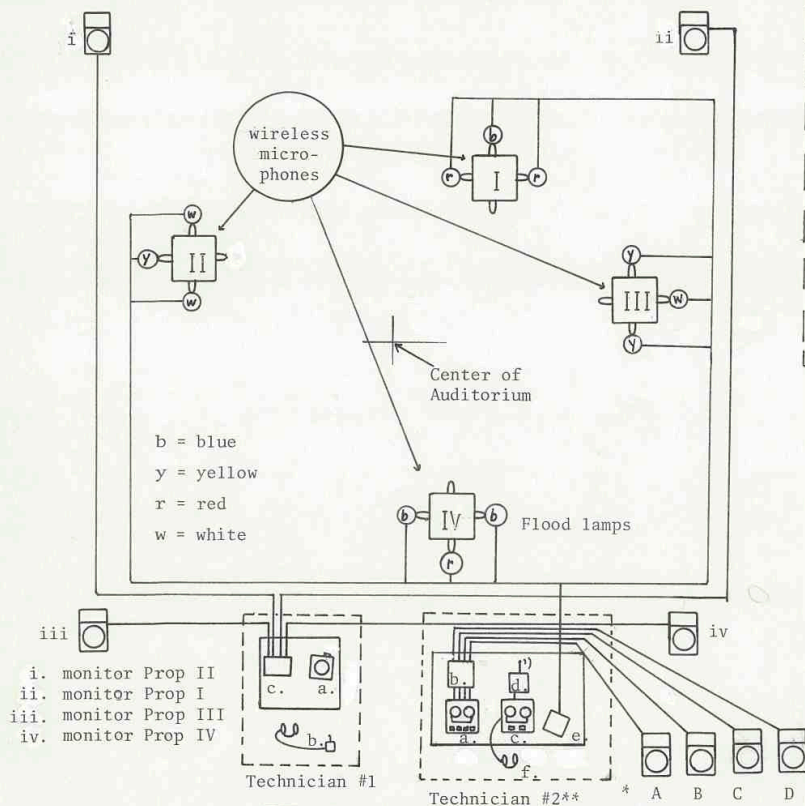 i
ii
wireless
micro-
phones
b
r
I
r
w
y
II
w
y
III
w
y
Center of
Auditorium
b = blue
y = yellow
r = red
w = white
b
IV
b
Flood lamps
r
iii
iv
i. monitor Prop II
ii. monitor Prop I
iii. monitor Prop III
iv. monitor Prop IV
c.
a.
b.
Technician #1
b.
d.
a.
c.
e
f.
Technician #2**
* A B C D